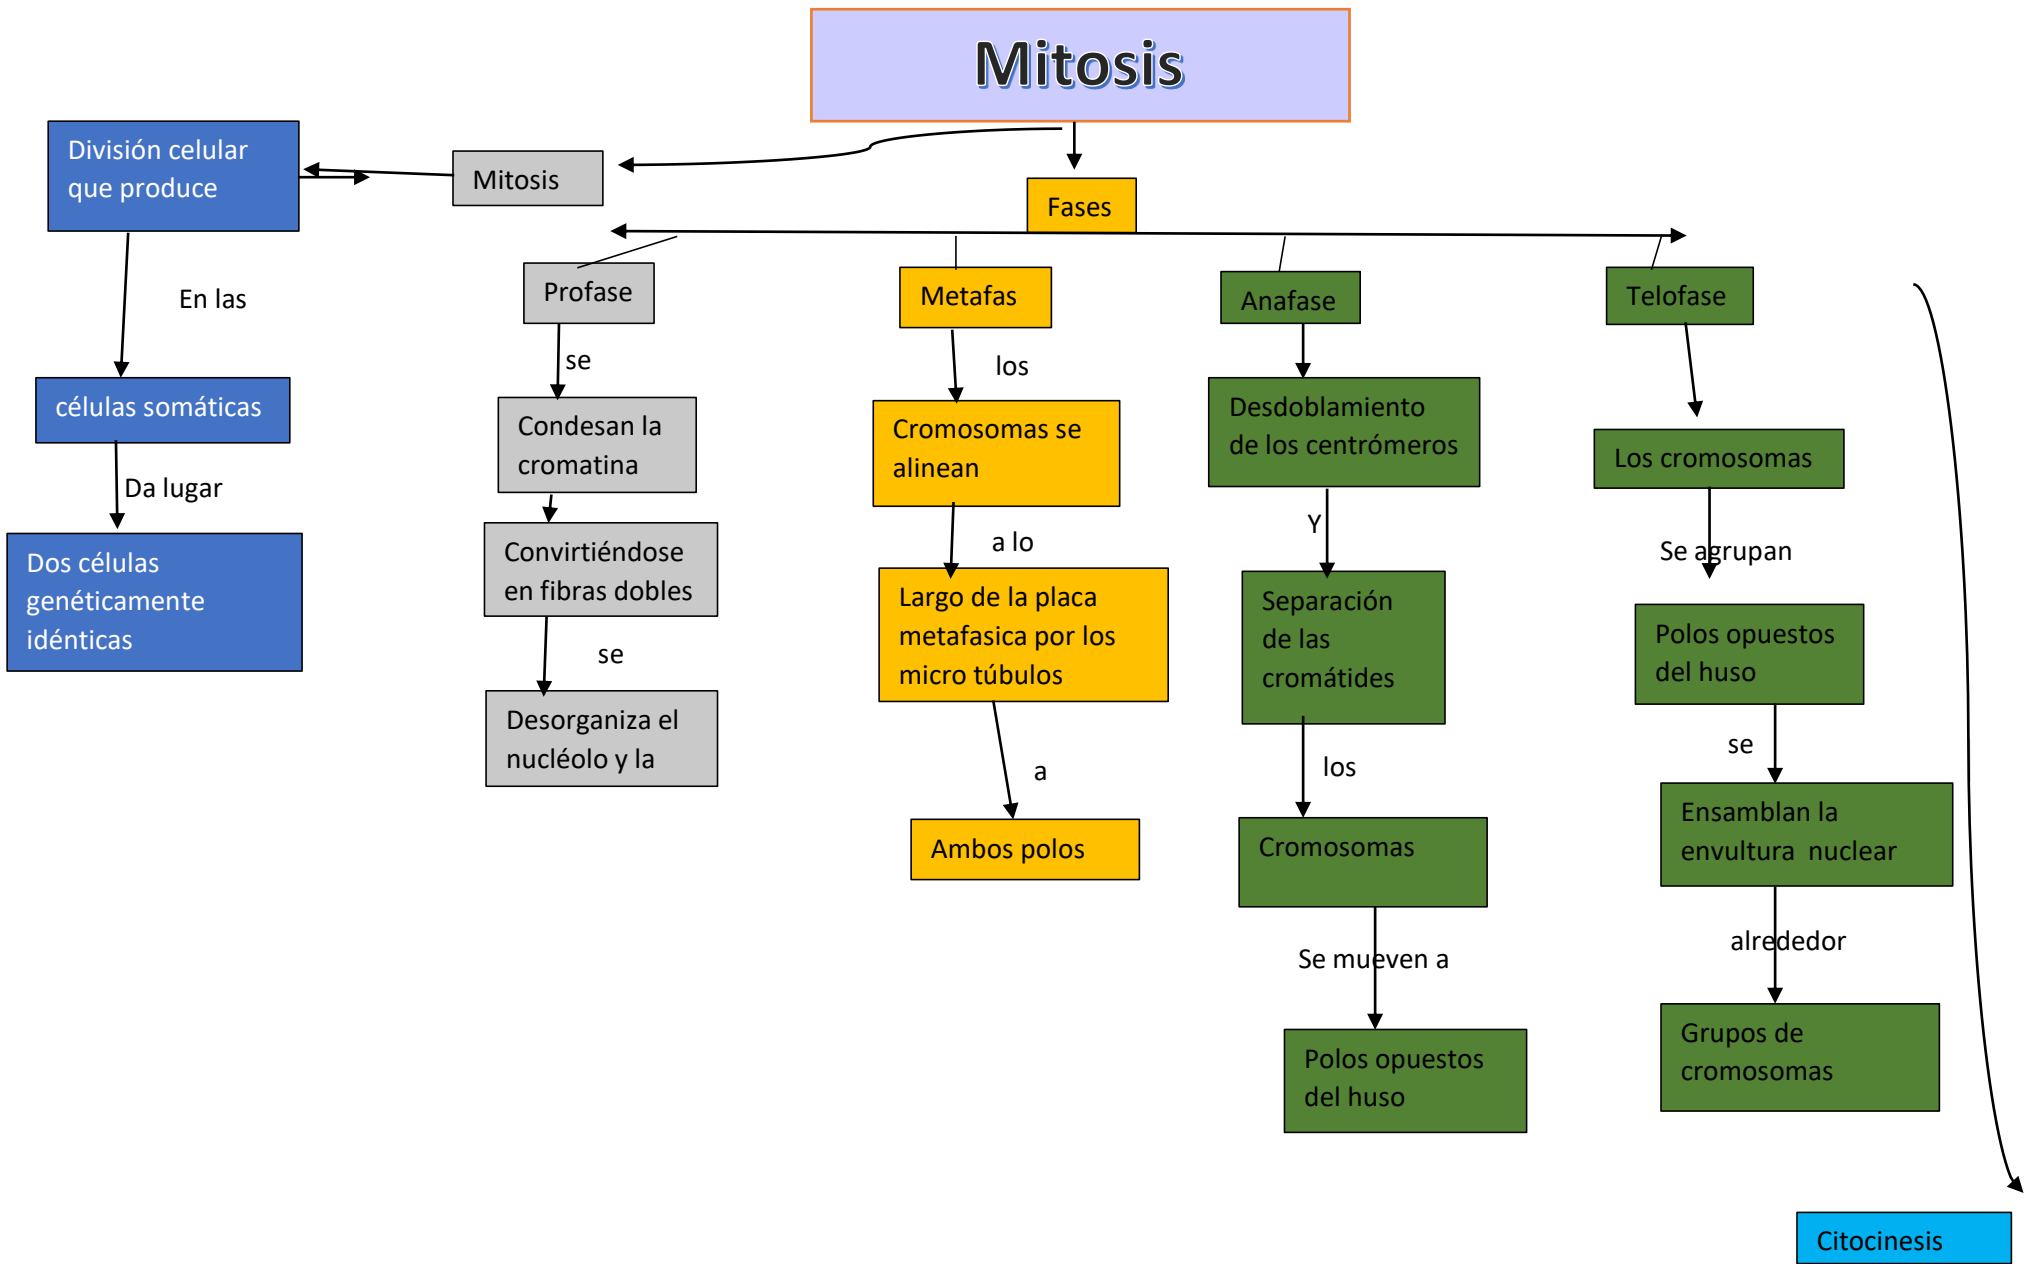 Mitosis
División celular
que produce
Mitosis
Fases
En las
células somáticas
Da lugar
Dos células
genéticamente
idénticas
Profase
se
Condesan la
cromatina
Convirtiéndose
en fibras dobles
se
Desorganiza el
nucléolo y la
Metafas
los
Cromosomas se
alinean
a lo
Largo de la placa
metafasica por los
micro túbulos
a
Ambos polos
Anafase
Desdoblamiento
de los centrómeros
Y
Separación
de las
cromátides
los
Cromosomas
Se mueven a
Polos opuestos
del huso
Telofase
Los cromosomas
Se agrupan
Polos opuestos
del huso
se
Ensamblan la
envultura nuclear
alrededor
Grupos de
cromosomas
Citocinesis